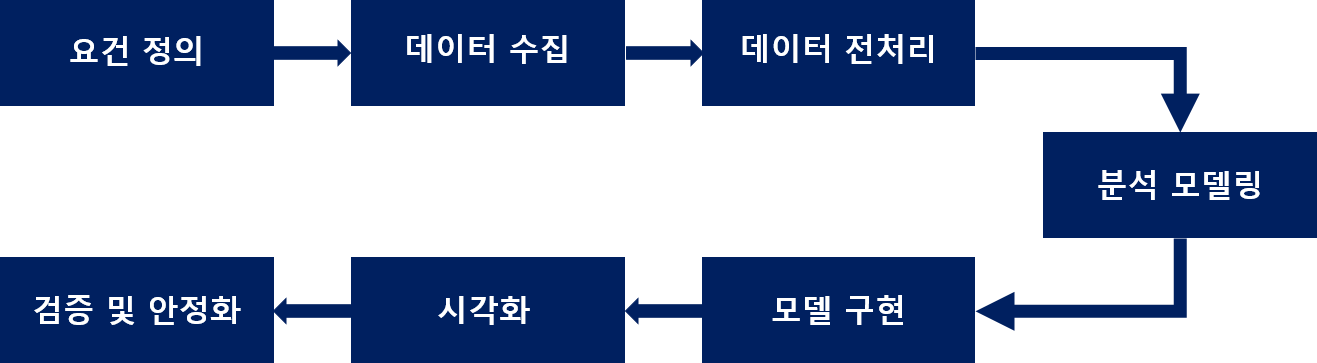 요건 정의
데이터 수집
데이터 전처리
분석 모델링
모델 구현
시각화
검증 및 안정화